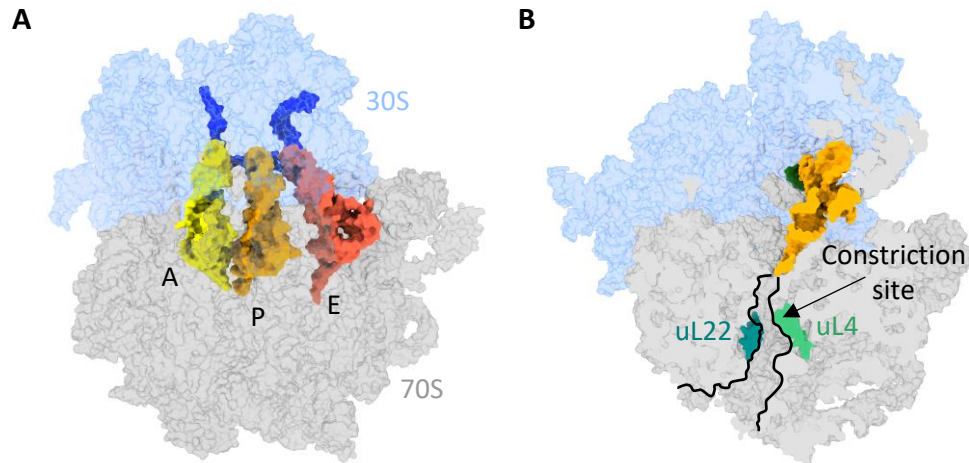 A
B
30S
A
P
E
70S
Constriction
site
uL22
uL4